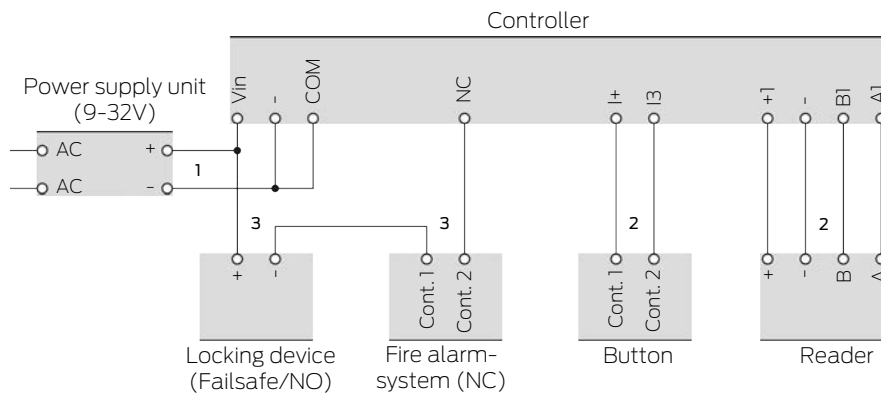 Controller
Power supply unit
(9-32V)
Vin
-
COM
NC
I+
I3
+1
-
B1
A1
AC
+
AC
-
1
3
3
2
2
+
-
Cont. 1
Cont. 2
Cont. 1
Cont. 2
+
-
B
A
Locking device
(Failsafe/NO)
Fire alarm-
system (NC)
Button
Reader